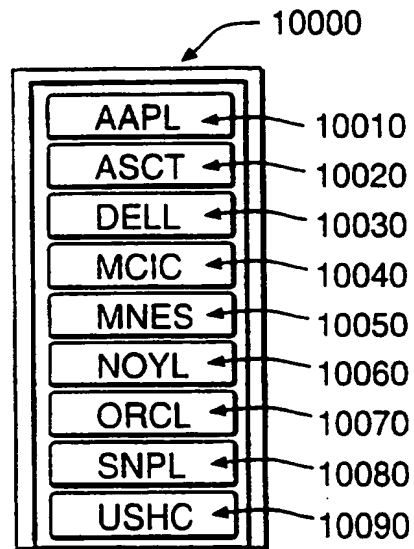 10000
AAPL 10010
ASCT 10020
DELL 10030
MCIC 10040
MNES 10050
NOYL 10060
ORCL 10070
SNPL 10080
USHC 10090